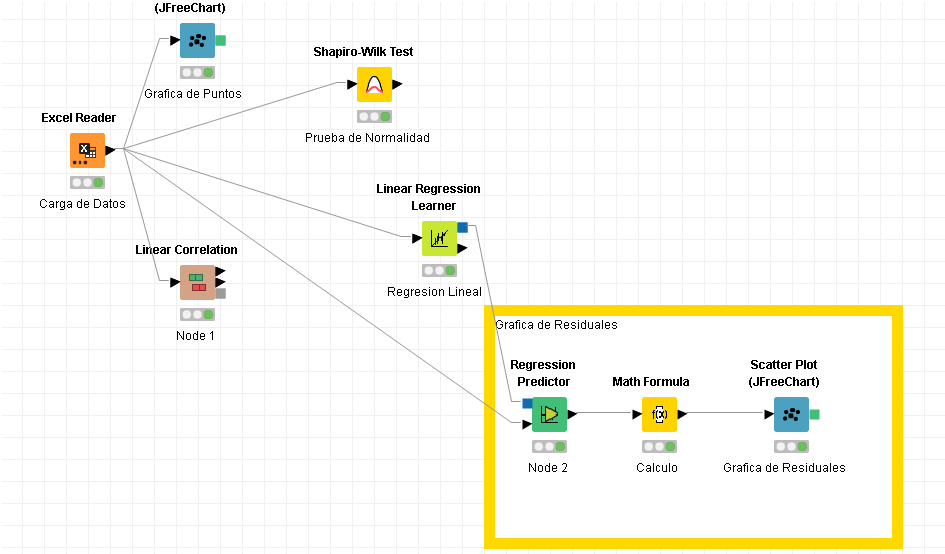 (JFreeChart)
Grafica de Puntos
Shapiro-Wilk Test
Prueba de Normalidad
Excel Reader
X
Carga de Datos
Linear Regression
Learner
Regresion Lineal
Linear Correlation
Node 1
Grafica de Residuales
Regression
Predictor
Node 2
Math Formula
f(x)
Calculo
Scatter Plot
(JFreeChart)
Grafica de Residuales